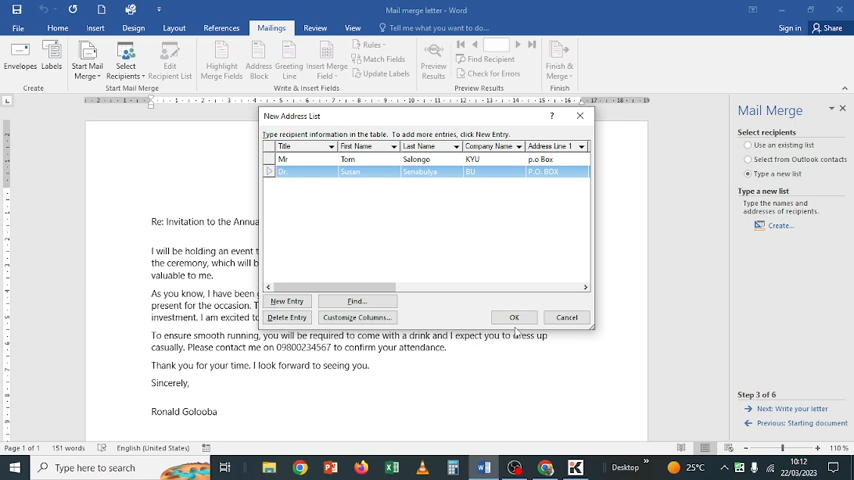 Mail merge letter - Word
File Home Insert Design Layout References Mailings Review View Tell me what you want to do... Sign in Share
Envelopes Labels Start Mail Merge Select Recipients Edit Recipient List Highlight Merge Fields Address Block Greeting Line Insert Merge Field Rules Match Fields Update Labels Preview Results Find Recipient Check for Errors Finish & Merge
Create Start Mail Merge Write & Insert Fields Preview Results Finish
New Address List
Type recipient information in the table. To add more entries, click New Entry.
Title First Name Last Name Company Name Address Line 1
Mr Tom Salongo KYU p.o Box
Dr. Susan Senabulya BU P.O. BOX
New Entry Find...
Delete Entry Customize Columns... OK Cancel
Re: Invitation to the Annua
I will be holding an event t
the ceremony, which will b
valuable to me.
As you know, I have been
present for the occasion. T
investment. I am excited to
To ensure smooth running, you will be required to come with a drink and I expect you to dress up
casually. Please contact me on 09800234567 to confirm your attendance.
Thank you for your time. I look forward to seeing you.
Sincerely,
Ronald Golooba
Mail Merge
Select recipients
Use an existing list
Select from Outlook contacts
Type a new list
Type a new list
Type the names and
addresses of recipients.
Create...
Step 3 of 6
Next: Write your letter
Previous: Starting document
Page 1 of 1 151 words English (United States) 110 %
Type here to search Desktop 25°C 10:12
22/03/2023